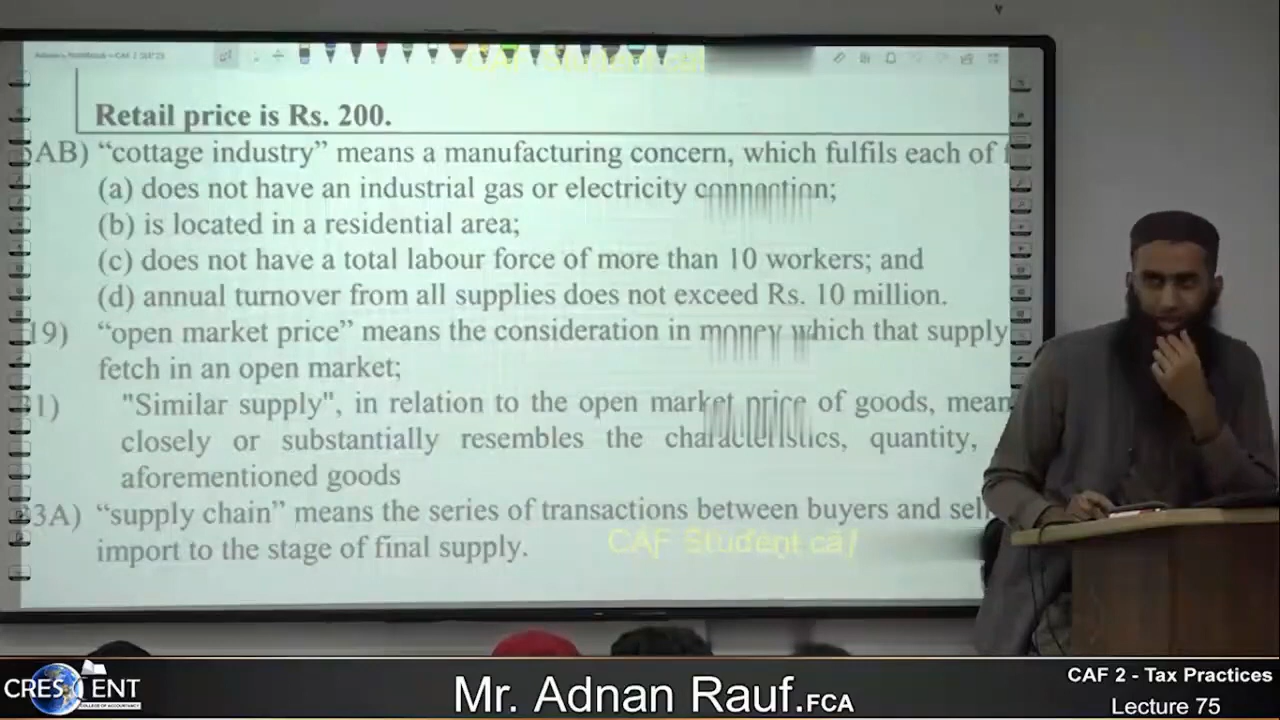 Retail price is Rs. 200.
AB) “cottage industry” means a manufacturing concern, which fulfils each of
(a) does not have an industrial gas or electricity connection;
(b) is located in a residential area;
(c) does not have a total labour force of more than 10 workers; and
(d) annual turnover from all supplies does not exceed Rs. 10 million.
19) “open market price” means the consideration in money which that supply
fetch in an open market;
1) "Similar supply", in relation to the open market price of goods, mean
closely or substantially resembles the characteristics, quantity,
aforementioned goods
3A) “supply chain” means the series of transactions between buyers and sell
import to the stage of final supply.
CAF Student caf
CRESCENT
COLLEGE OF ACCOUNTANCY
Mr. Adnan Rauf.FCA
CAF 2 - Tax Practices
Lecture 75